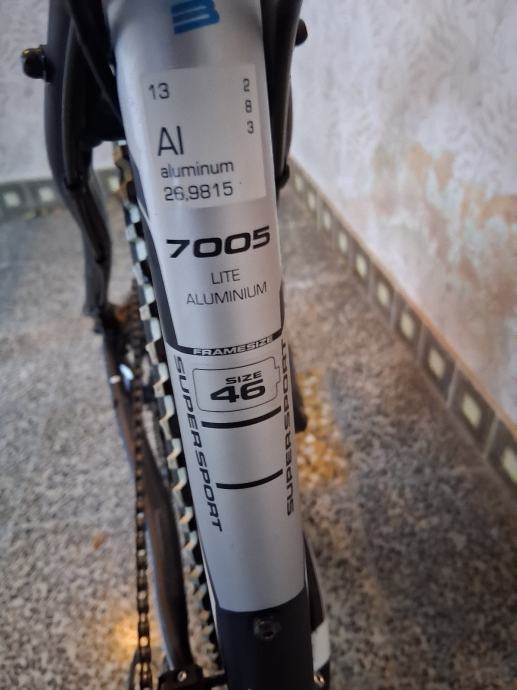 13
2
8
3
Al
aluminum
26,9815
7005
LITE
ALUMINIUM
FRAMESIZE
SIZE
46
SUPERSPORT
SUPERSPORT